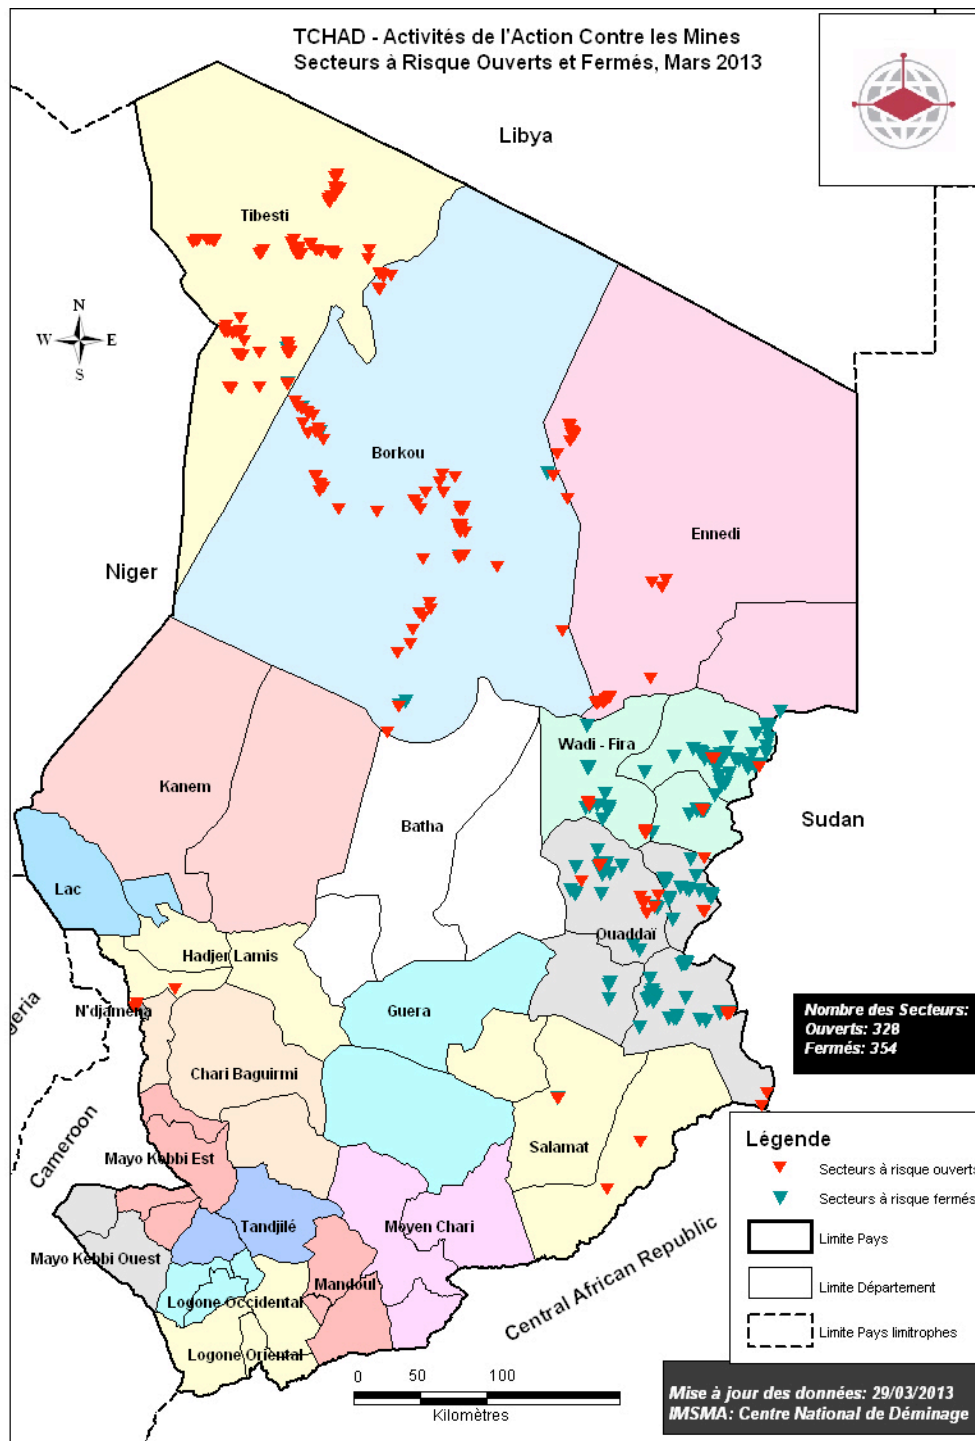 TCHAD - Activités de l'Action Contre les Mines
Secteurs à Risque Ouverts et Fermés, Mars 2013
Libya
Tibesti
N
W E
S
Borkou
Ennedi
Niger
Wadi - Fira
Kanem
Batha
Sudan
Lac
Ouaddaï
Hadjer Lamis
N'djaména
Guera
geria
Nombre des Secteurs:
Ouverts: 328
Fermés: 354
Chari Baguirmi
Cameroon
Mayo Kebbi Est
Salamat
Légende
Secteurs à risque ouverts
Secteurs à risque fermés
Limite Pays
Limite Département
Limite Pays limitrophes
Tandjilé
Moyen Chari
Mayo Kebbi Ouest
Central African Republic
Mandoul
Logone Occidental
Logone Oriental
0 50 100
Kilomètres
Mise à jour des données: 29/03/2013
IMSMA: Centre National de Déminage